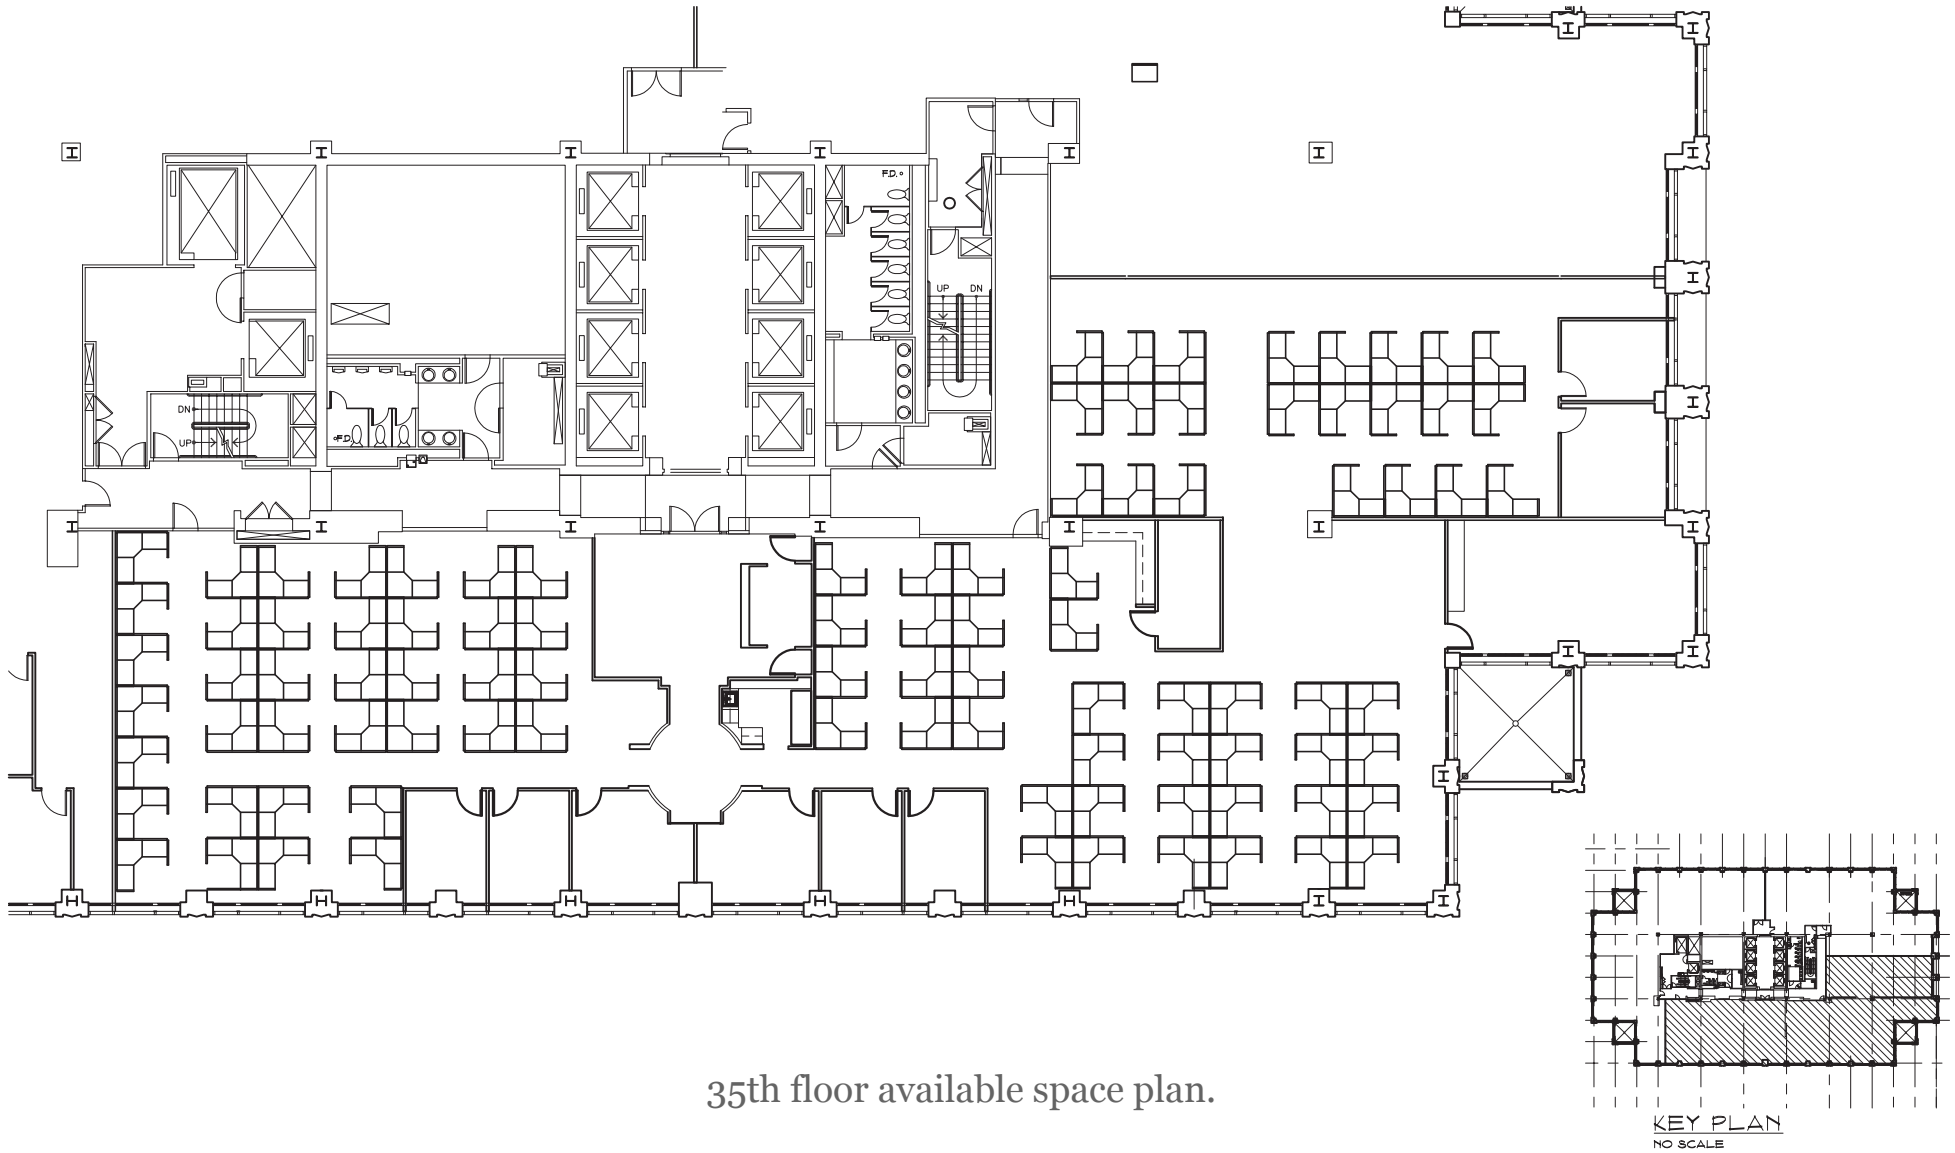 F.D.
UP DN
DN
UP
F.D.
35th floor available space plan.
KEY PLAN
NO SCALE